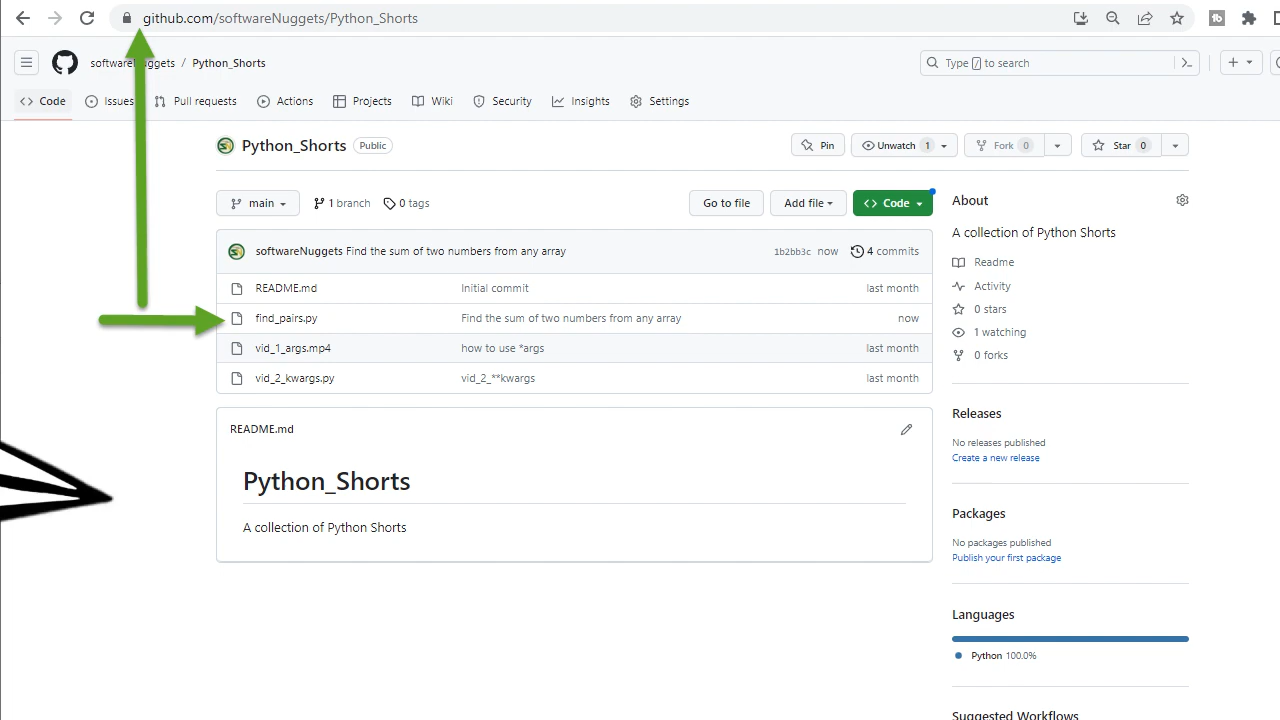 github.com/softwareNuggets/Python_Shorts
/ Python_Shorts
Type / to search
Code Issues Pull requests Actions Projects Wiki Security Insights Settings
Python_Shorts Public
Pin Unwatch 1 Fork 0 Star 0
main 1 branch 0 tags Go to file Add file Code
softwareNuggets Find the sum of two numbers from any array 1b2bb3c now 4 commits
README.md Initial commit last month
find_pairs.py Find the sum of two numbers from any array now
vid_1_args.mp4 how to use *args last month
vid_2_kwargs.py vid_2_**kwargs last month
README.md
Python_Shorts
A collection of Python Shorts
About
A collection of Python Shorts
Readme
Activity
0 stars
1 watching
0 forks
Releases
No releases published
Create a new release
Packages
No packages published
Publish your first package
Languages
Python 100.0%
Suggested Workflows